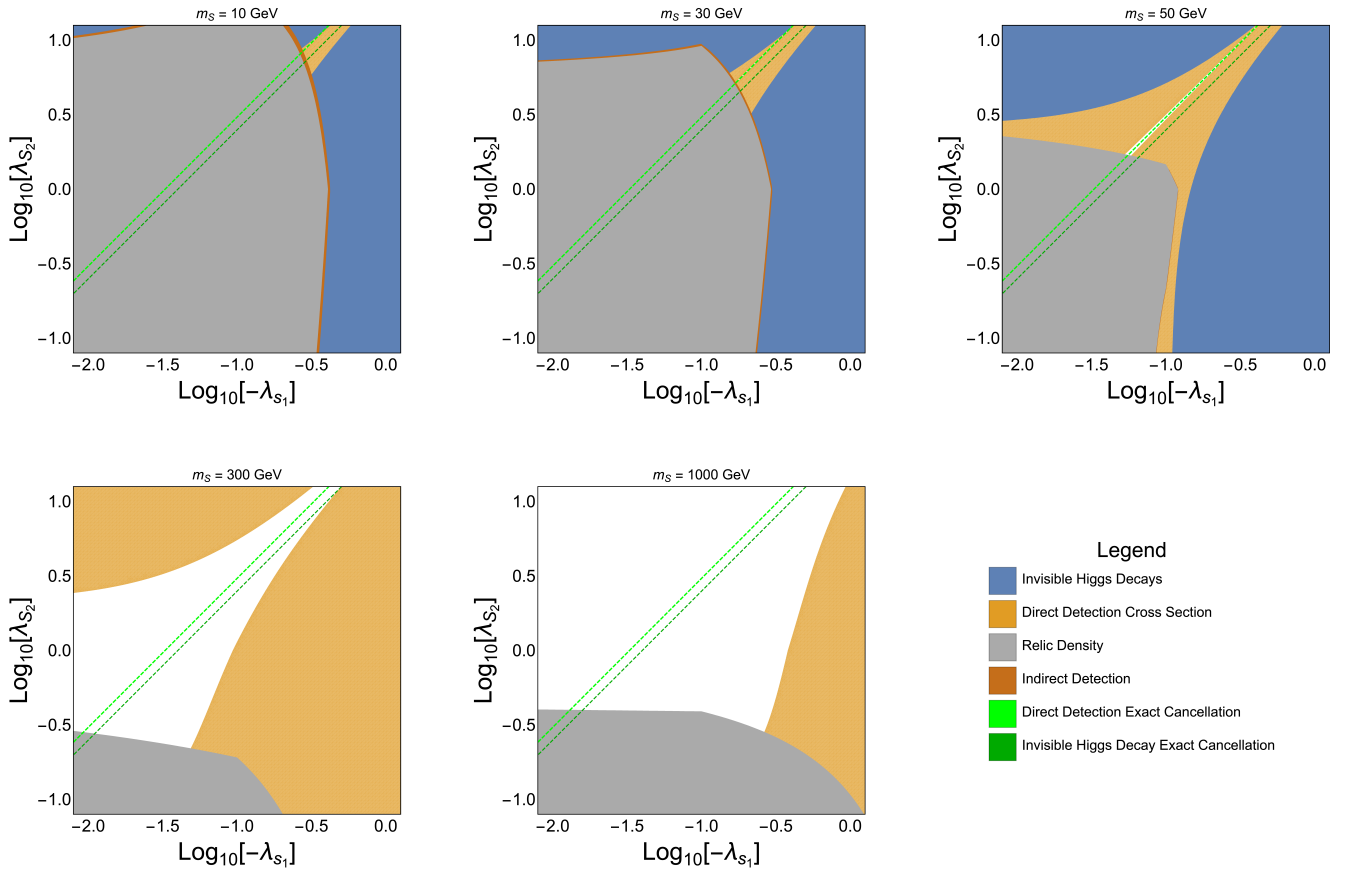 m_S = 10 GeV
1.0
0.5
0.0
−0.5
−1.0
Log10[λS2]
−2.0 −1.5 −1.0 −0.5 0.0
Log10[−λs1]
m_S = 30 GeV
1.0
0.5
0.0
−0.5
−1.0
Log10[λS2]
−2.0 −1.5 −1.0 −0.5 0.0
Log10[−λs1]
m_S = 50 GeV
1.0
0.5
0.0
−0.5
−1.0
Log10[λS2]
−2.0 −1.5 −1.0 −0.5 0.0
Log10[−λs1]
m_S = 300 GeV
1.0
0.5
0.0
−0.5
−1.0
Log10[λS2]
−2.0 −1.5 −1.0 −0.5 0.0
Log10[−λs1]
m_S = 1000 GeV
1.0
0.5
0.0
−0.5
−1.0
Log10[λS2]
−2.0 −1.5 −1.0 −0.5 0.0
Log10[−λs1]
Legend
Invisible Higgs Decays
Direct Detection Cross Section
Relic Density
Indirect Detection
Direct Detection Exact Cancellation
Invisible Higgs Decay Exact Cancellation